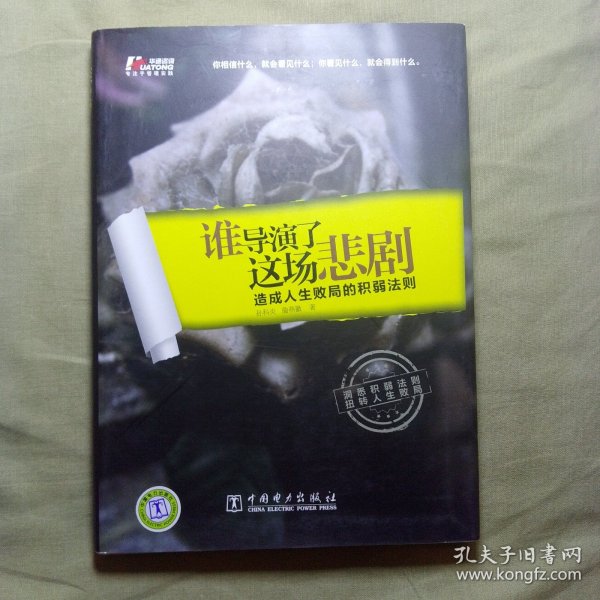 华通咨询
HUATONG
专注于管理实践
你相信什么，就会看见什么；你看见什么，就会得到什么。
谁导演了
这场悲剧
造成人生败局的积弱法则
孙科炎 著
洞悉积弱法则
扭转人生败局
中国电力出版社
CHINA ELECTRIC POWER PRESS
孔夫子旧书网
www.kongfz.com